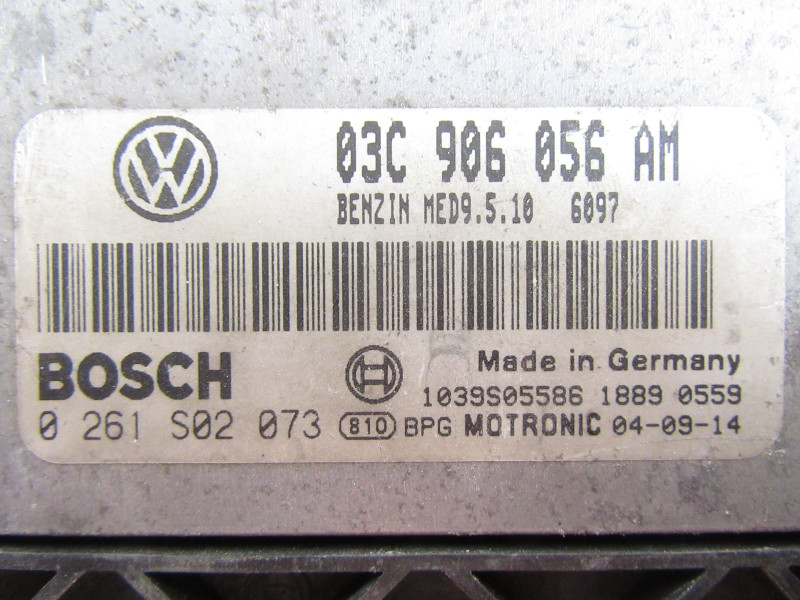 03C 906 056 AM
BENZIN MED9.5.10 6097
BOSCH
Made in Germany
1039S05586 1889 0559
0 261 S02 073 810 BPG MOTRONIC 04-09-14